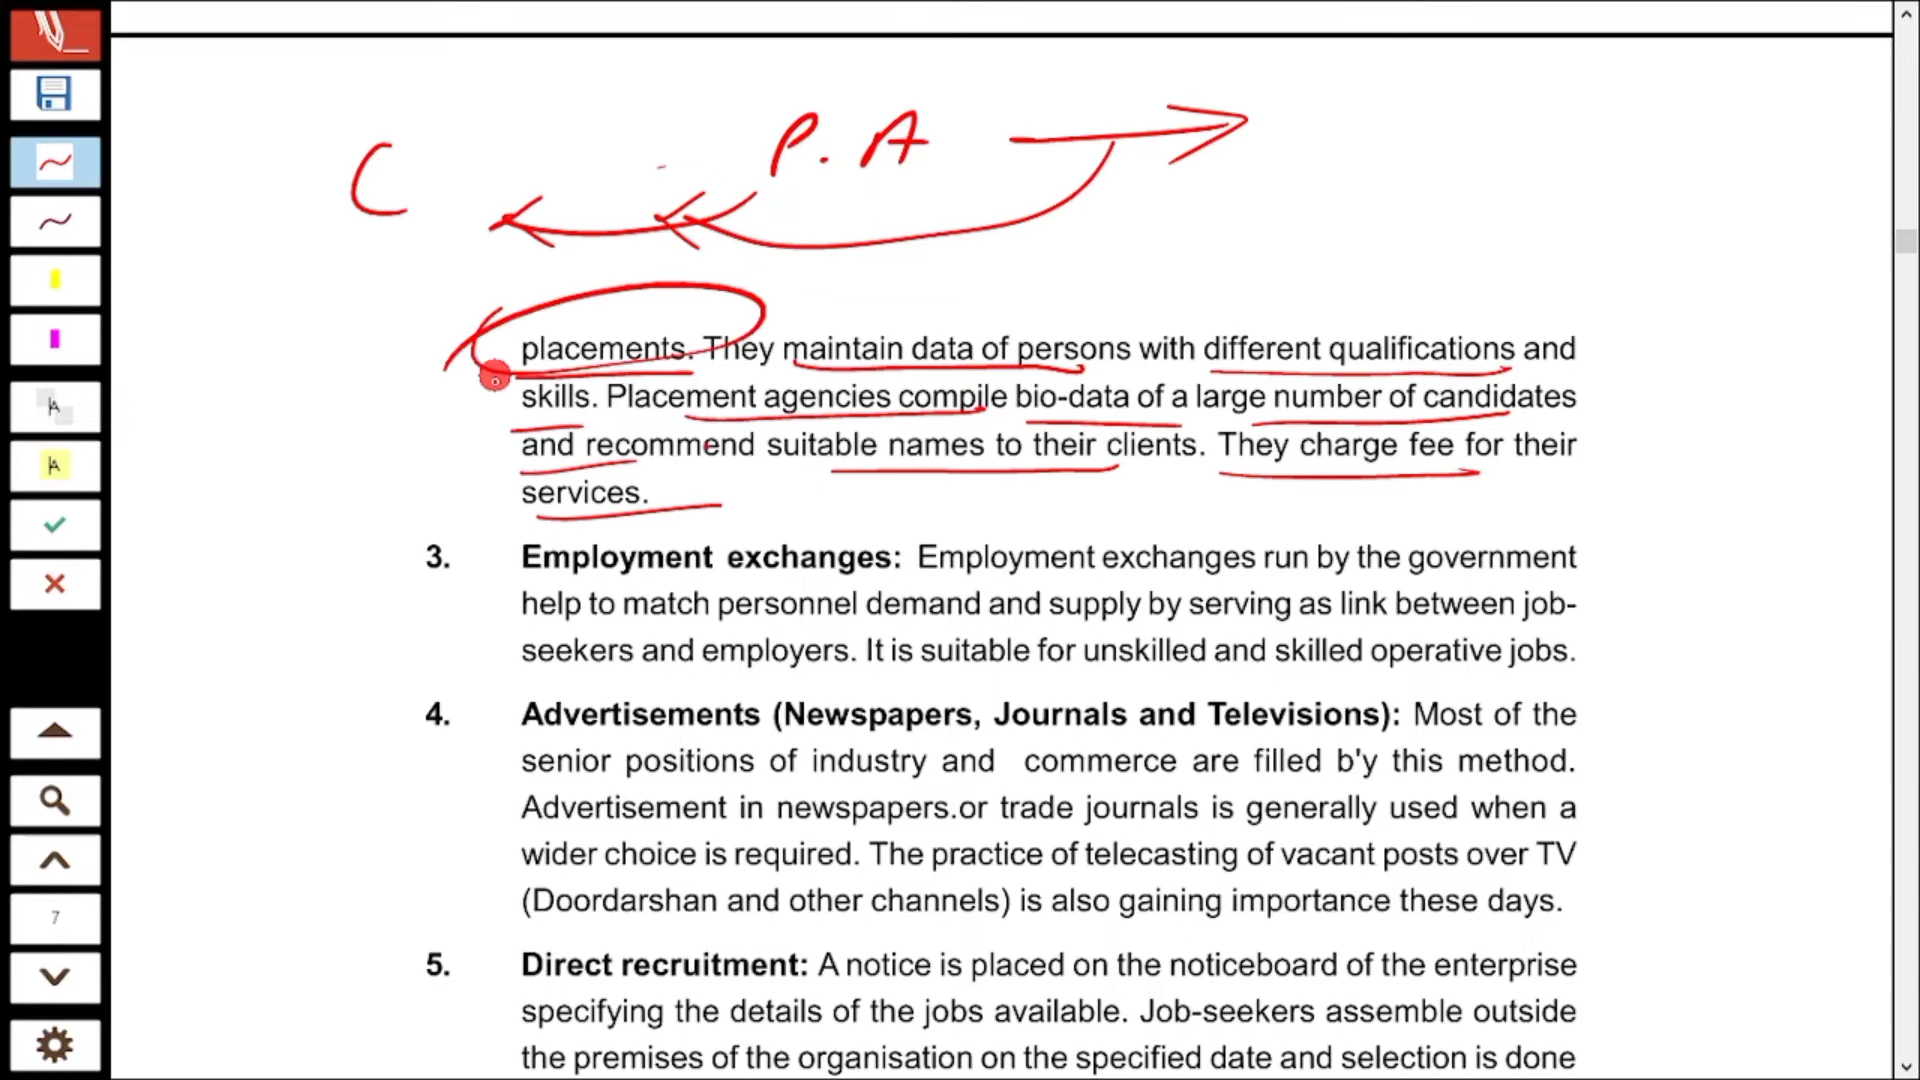 C P. A
placements. They maintain data of persons with different qualifications and
skills. Placement agencies compile bio-data of a large number of candidates
and recommend suitable names to their clients. They charge fee for their
services.
3. Employment exchanges: Employment exchanges run by the government
help to match personnel demand and supply by serving as link between job-
seekers and employers. It is suitable for unskilled and skilled operative jobs.
4. Advertisements (Newspapers, Journals and Televisions): Most of the
senior positions of industry and commerce are filled b'y this method.
Advertisement in newspapers.or trade journals is generally used when a
wider choice is required. The practice of telecasting of vacant posts over TV
(Doordarshan and other channels) is also gaining importance these days.
7
5. Direct recruitment: A notice is placed on the noticeboard of the enterprise
specifying the details of the jobs available. Job-seekers assemble outside
the premises of the organisation on the specified date and selection is done